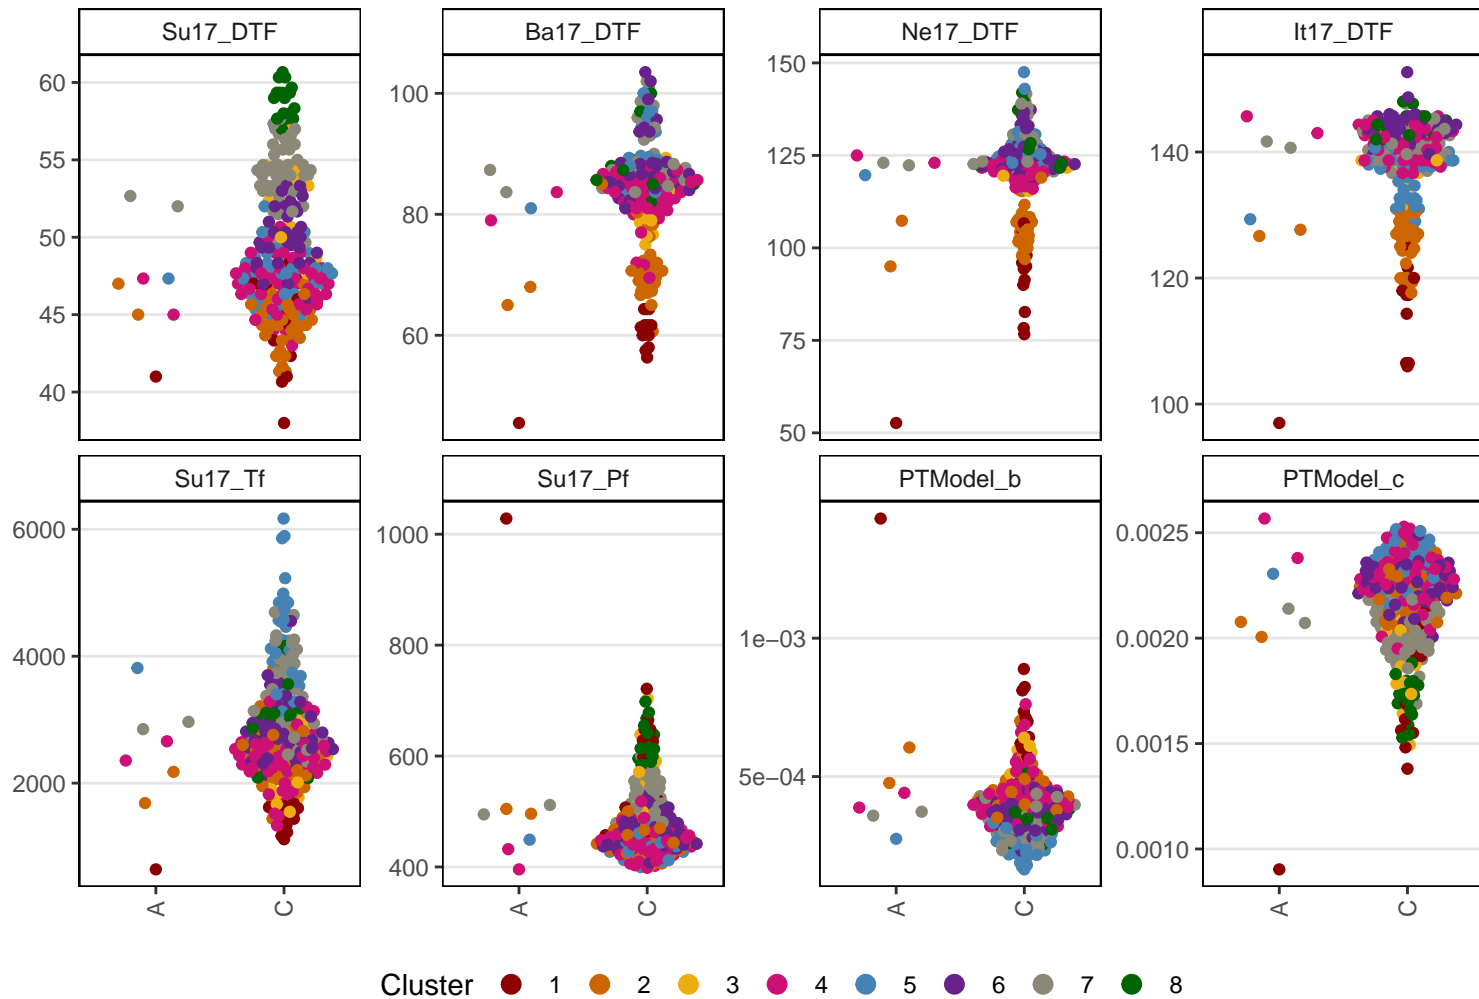 Su17_DTF Ba17_DTF Ne17_DTF It17_DTF
60 55 50 45 40
100 80 60
150 125 100 75 50
140 120 100
Su17_Tf Su17_Pf PTModel_b PTModel_c
6000 4000 2000
1000 800 600 400
1e−03 5e−04
0.0025 0.0020 0.0015 0.0010
A C A C A C A C
Cluster 1 2 3 4 5 6 7 8